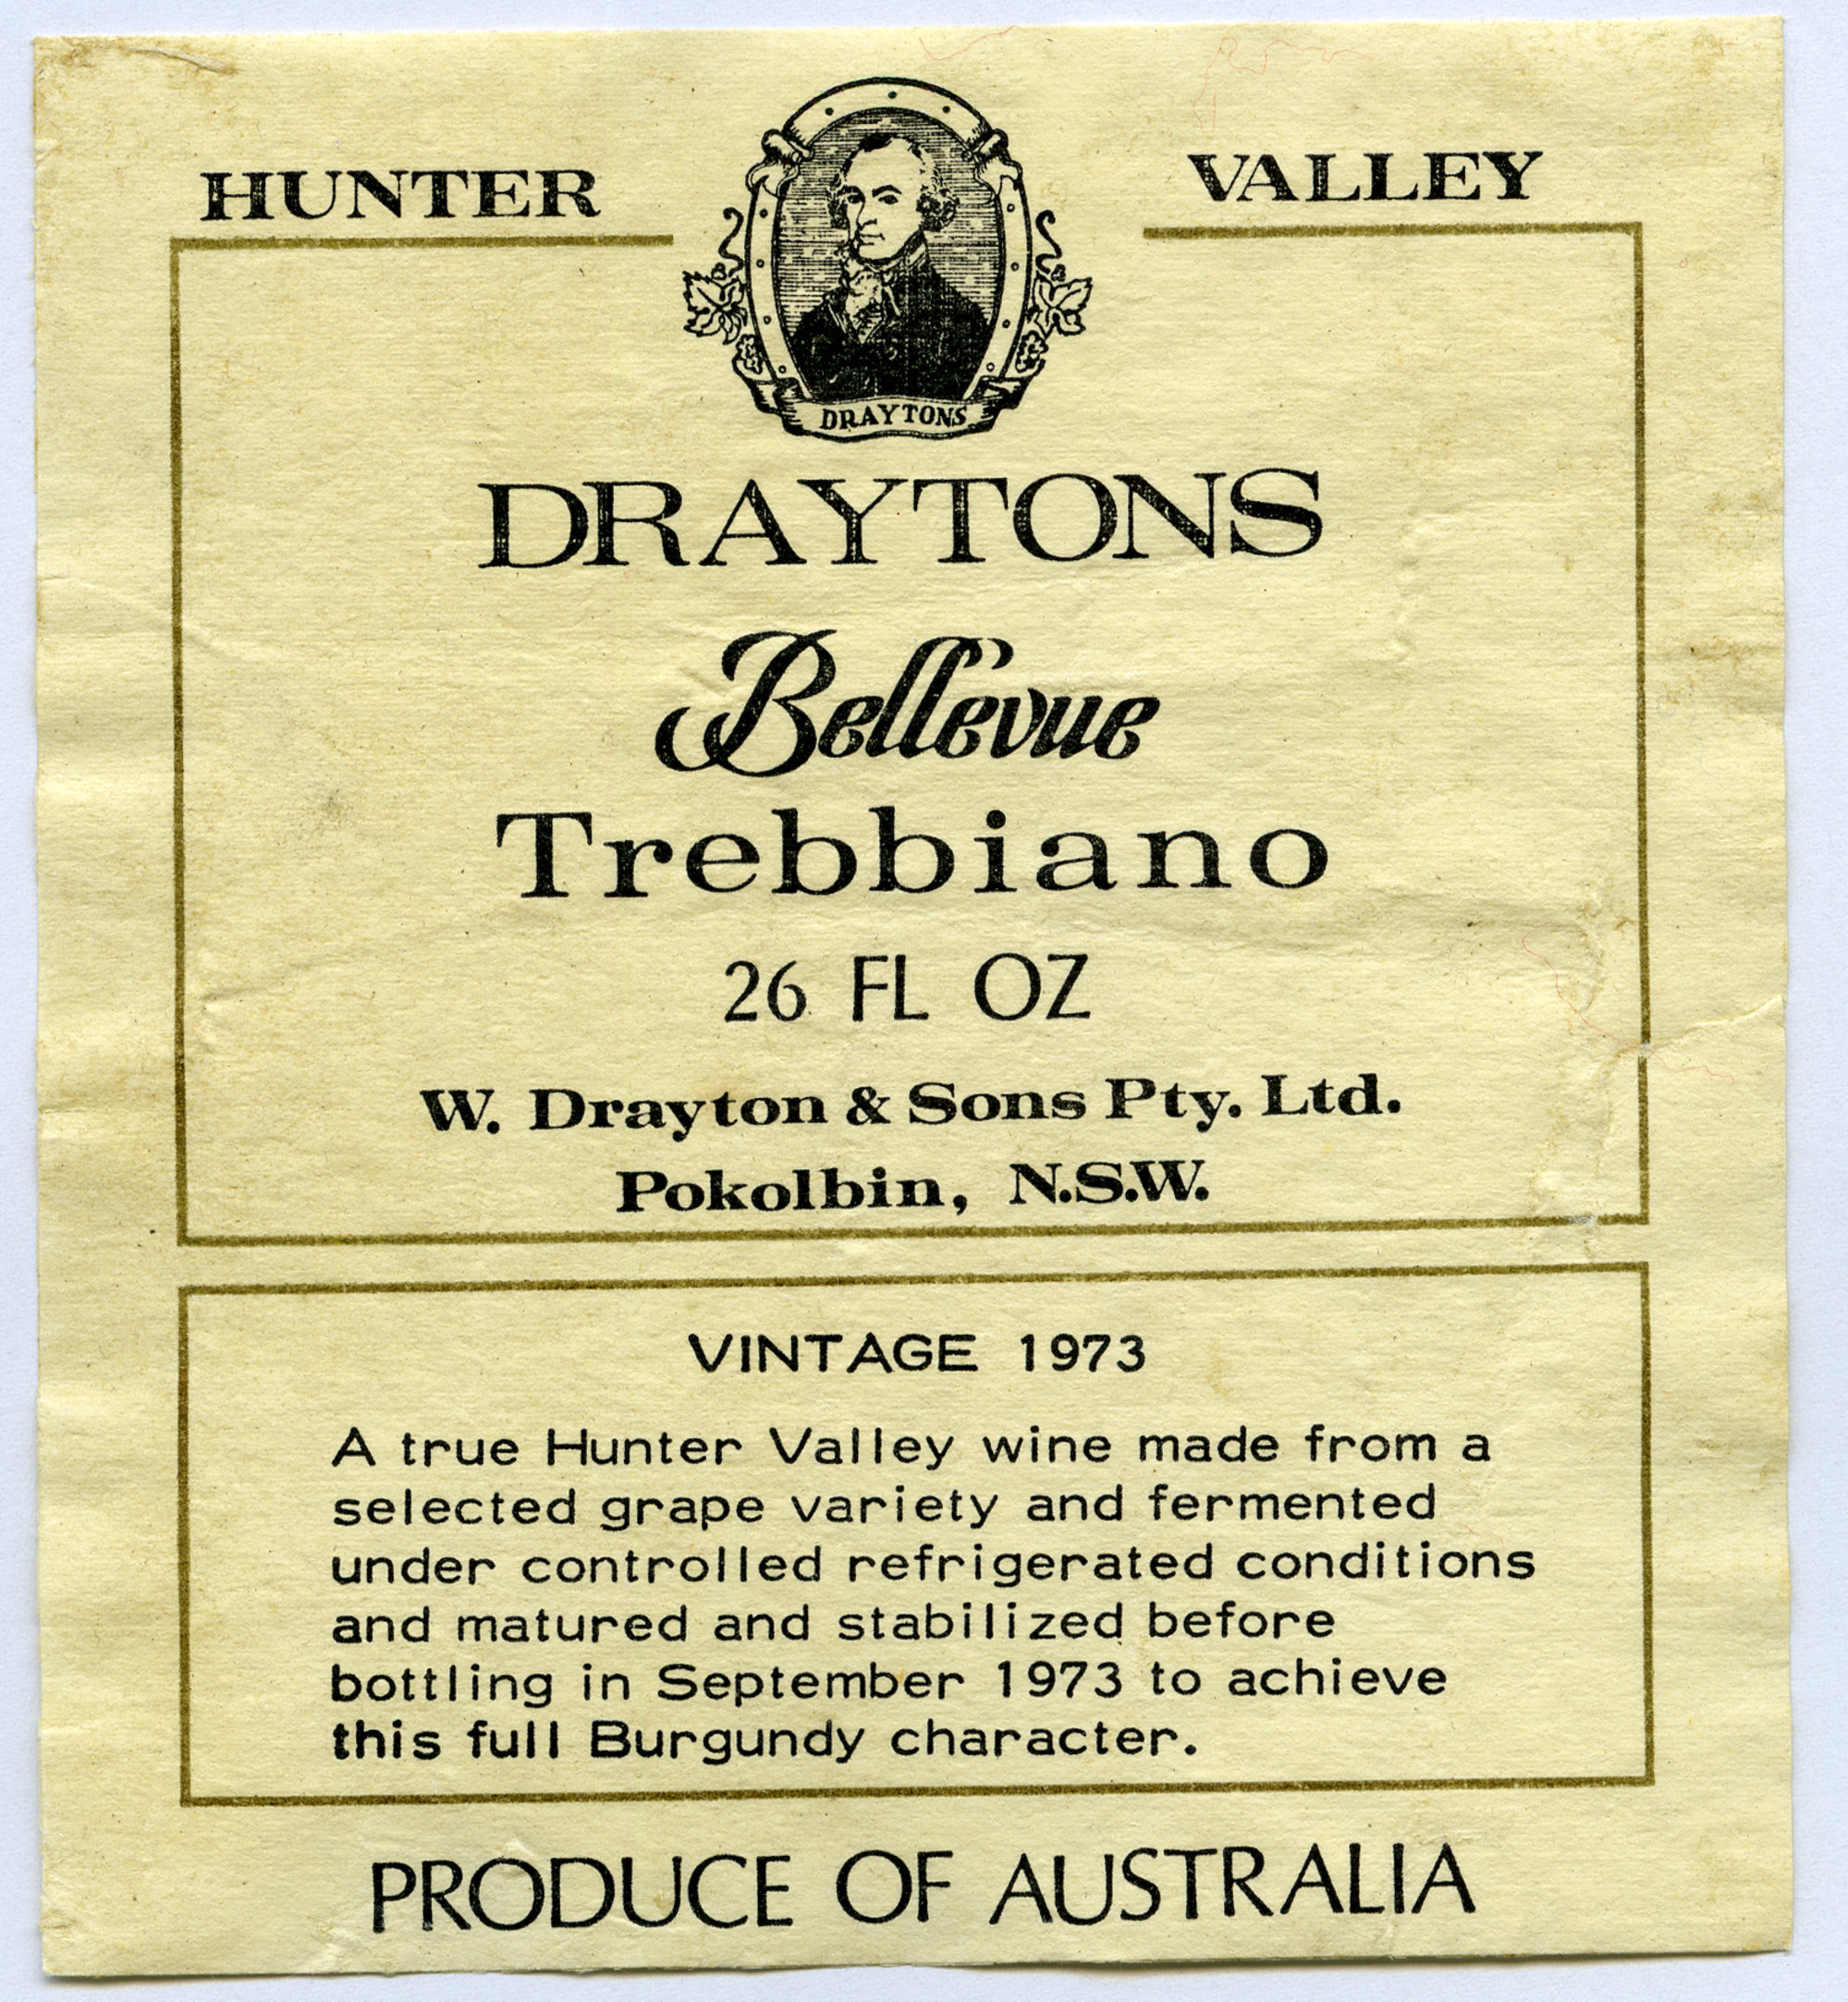 HUNTER VALLEY
DRAYTONS
DRAYTONS
Bellevue
Trebbiano
26 FL OZ
W. Drayton & Sons Pty. Ltd.
Pokolbin, N.S.W.
VINTAGE 1973
A true Hunter Valley wine made from a
selected grape variety and fermented
under controlled refrigerated conditions
and matured and stabilized before
bottling in September 1973 to achieve
this full Burgundy character.
PRODUCE OF AUSTRALIA